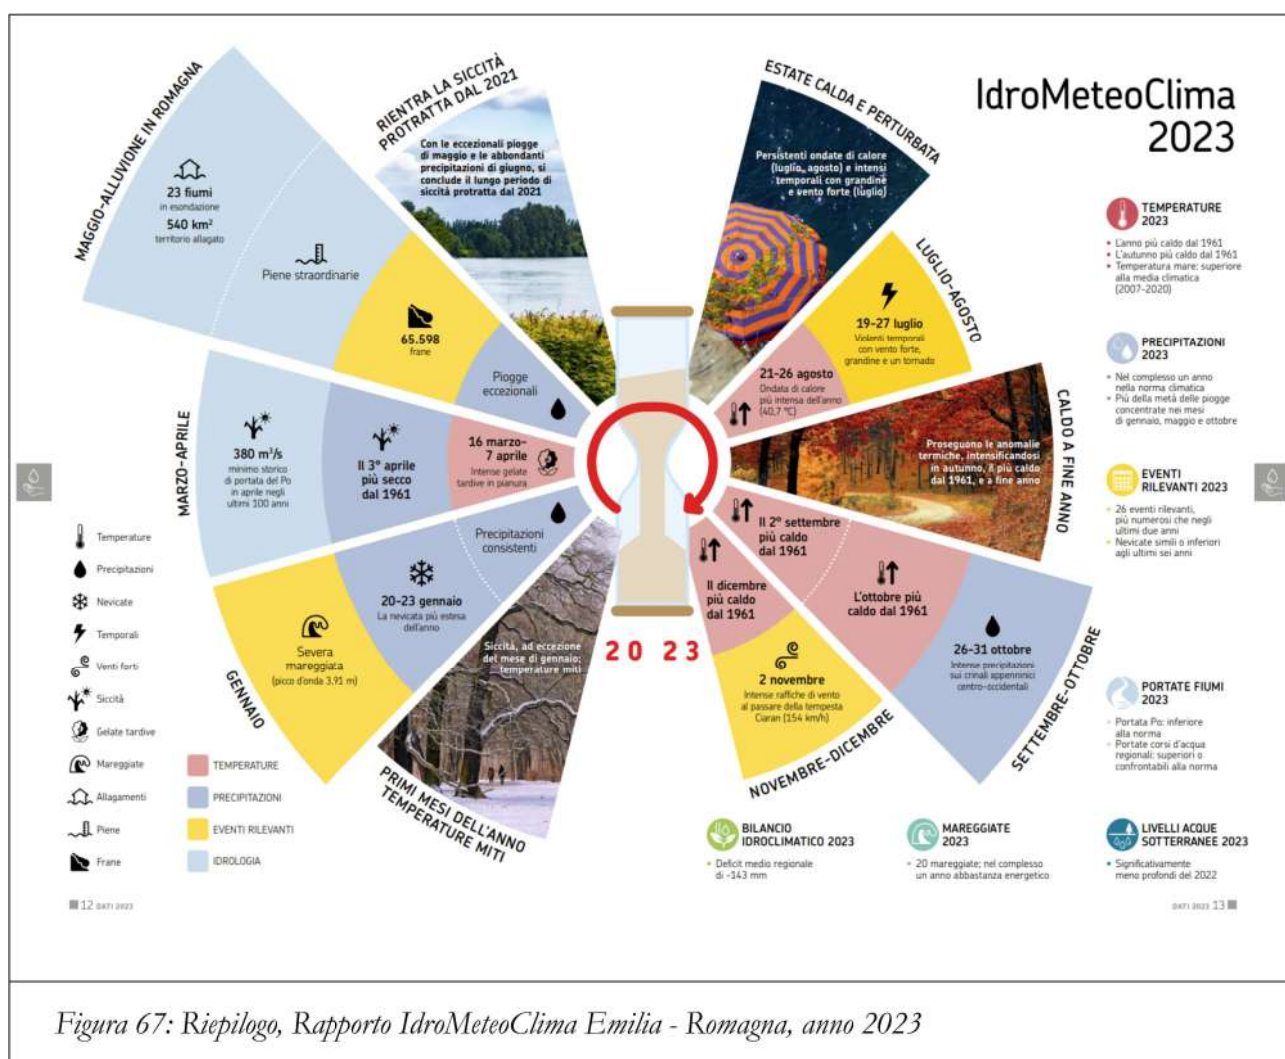 IdroMeteoClima
2023
MAGGIO-ALLUVIONE IN ROMAGNA
23 fiumi
in esondazione
540 km²
territorio allagato
Piene straordinarie
65.598
frane
Piogge
eccezionali
RIENTRA LA SICCITÀ
PROTRATTA DAL 2021
Con le eccezionali piogge
di maggio e le abbondanti
precipitazioni di giugno, si
conclude il lungo periodo di
siccità protratta dal 2021
ESTATE CALDA E PERTURBATA
Persistenti ondate di calore
(luglio, agosto) e intensi
temporali con grandine
e vento forte (luglio)
LUGLIO-AGOSTO
19-27 luglio
Violenti temporali
con vento forte,
grandine e un tornado
21-26 agosto
Ondata di calore
più intensa dell'anno
(40,7 °C)
CALDO A FINE ANNO
Proseguono le anomalie
termiche, intensificandosi
in autunno, il più caldo
dal 1961, e a fine anno
MARZO-APRILE
380 m³/s
minimo storico
di portata del Po
in aprile negli
ultimi 100 anni
Il 3° aprile
più secco
dal 1961
16 marzo-
7 aprile
Intense gelate
tardive in pianura
GENNAIO
Severa
mareggiata
(picco d'onda 3,91 m)
20-23 gennaio
La nevicata più estesa
dell'anno
Precipitazioni
consistenti
PRIMI MESI DELL'ANNO
TEMPERATURE MITI
Siccità, ad eccezione
del mese di gennaio;
temperature miti
20 23
NOVEMBRE-DICEMBRE
Il dicembre
più caldo
dal 1961
2 novembre
Intense raffiche di vento
al passare della tempesta
Ciaran (154 km/h)
SETTEMBRE-OTTOBRE
Il 2° settembre
più caldo
dal 1961
L'ottobre più
caldo dal 1961
26-31 ottobre
Intense precipitazioni
sui crinali appenninici
centro-occidentali
Temperature
Precipitazioni
Nevicate
Temporali
Venti forti
Siccità
Gelate tardive
Mareggiate
Allagamenti
Piene
Frane
TEMPERATURE
PRECIPITAZIONI
EVENTI RILEVANTI
IDROLOGIA
TEMPERATURE
2023
• L'anno più caldo dal 1961
• L'autunno più caldo dal 1961
• Temperatura mare: superiore
alla media climatica
(2007-2020)
PRECIPITAZIONI
2023
• Nel complesso un anno
nella norma climatica
• Più della metà delle piogge
concentrate nei mesi
di gennaio, maggio e ottobre
EVENTI
RILEVANTI 2023
• 26 eventi rilevanti,
più numerosi che negli
ultimi due anni
• Nevicate simili o inferiori
agli ultimi sei anni
PORTATE FIUMI
2023
• Portata Po: inferiore
alla norma
• Portate corsi d'acqua
regionali: superiori o
confrontabili alla norma
BILANCIO
IDROCLIMATICO 2023
• Deficit medio regionale
di -143 mm
MAREGGIATE
2023
• 20 mareggiate; nel complesso
un anno abbastanza energetico
LIVELLI ACQUE
SOTTERRANEE 2023
• Significativamente
meno profondi del 2022
12 DATI 2023
DATI 2023 13
Figura 67: Riepilogo, Rapporto IdroMeteoClima Emilia - Romagna, anno 2023